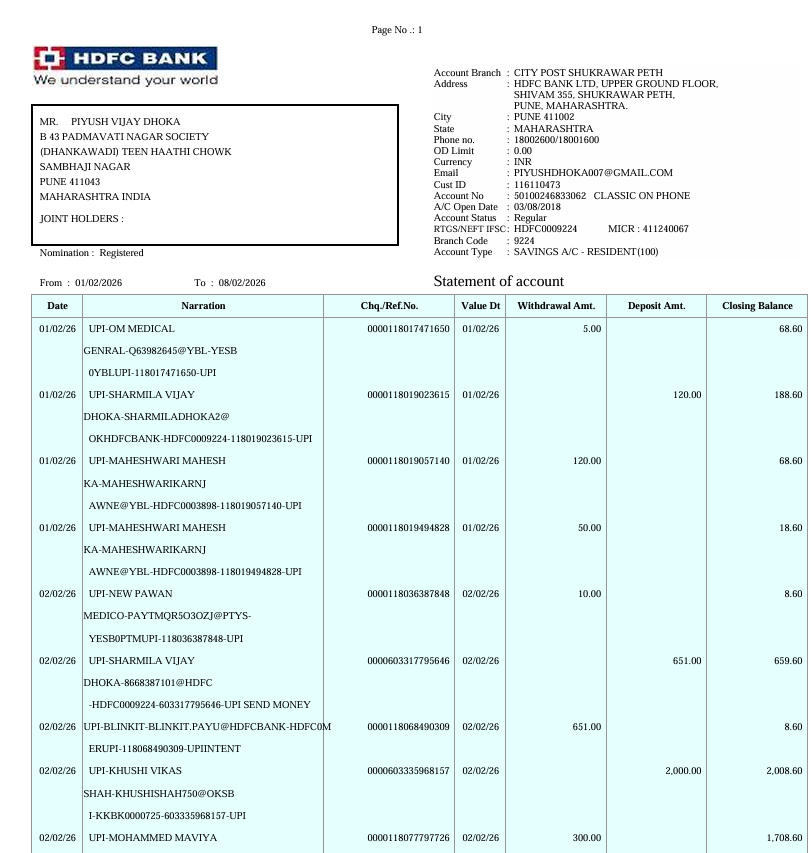 Page No .: 1
HDFC BANK
We understand your world
MR. PIYUSH VIJAY DHOKA
B 43 PADMAVATI NAGAR SOCIETY
(DHANKAWADI) TEEN HAATHI CHOWK
SAMBHAJI NAGAR
PUNE 411043
MAHARASHTRA INDIA
JOINT HOLDERS :
Nomination : Registered
From : 01/02/2026 To : 08/02/2026
Account Branch : CITY POST SHUKRAWAR PETH
Address : HDFC BANK LTD, UPPER GROUND FLOOR,
SHIVAM 355, SHUKRAWAR PETH,
PUNE, MAHARASHTRA.
City : PUNE 411002
State : MAHARASHTRA
Phone no. : 18002600/18001600
OD Limit : 0.00
Currency : INR
Email : PIYUSHDHOKA007@GMAIL.COM
Cust ID : 116110473
Account No : 50100246833062 CLASSIC ON PHONE
A/C Open Date : 03/08/2018
Account Status : Regular
RTGS/NEFT IFSC : HDFC0009224 MICR : 411240067
Branch Code : 9224
Account Type : SAVINGS A/C - RESIDENT(100)
Statement of account
Date Narration Chq./Ref.No. Value Dt Withdrawal Amt. Deposit Amt. Closing Balance
01/02/26 UPI-OM MEDICAL 0000118017471650 01/02/26 5.00 68.60
GENRAL-Q63982645@YBL-YESB
0YBLUPI-118017471650-UPI
01/02/26 UPI-SHARMILA VIJAY 0000118019023615 01/02/26 120.00 188.60
DHOKA-SHARMILADHOKA2@
OKHDFCBANK-HDFC0009224-118019023615-UPI
01/02/26 UPI-MAHESHWARI MAHESH 0000118019057140 01/02/26 120.00 68.60
KA-MAHESHWARIKARNJ
AWNE@YBL-HDFC0003898-118019057140-UPI
01/02/26 UPI-MAHESHWARI MAHESH 0000118019494828 01/02/26 50.00 18.60
KA-MAHESHWARIKARNJ
AWNE@YBL-HDFC0003898-118019494828-UPI
02/02/26 UPI-NEW PAWAN 0000118036387848 02/02/26 10.00 8.60
MEDICO-PAYTMQR5O3OZJ@PTYS-
YESB0PTMUPI-118036387848-UPI
02/02/26 UPI-SHARMILA VIJAY 0000603317795646 02/02/26 651.00 659.60
DHOKA-8668387101@HDFC
-HDFC0009224-603317795646-UPI SEND MONEY
02/02/26 UPI-BLINKIT-BLINKIT.PAYU@HDFCBANK-HDFC0M 0000118068490309 02/02/26 651.00 8.60
ERUPI-118068490309-UPIINTENT
02/02/26 UPI-KHUSHI VIKAS 0000603335968157 02/02/26 2,000.00 2,008.60
SHAH-KHUSHISHAH750@OKSB
I-KKBK0000725-603335968157-UPI
02/02/26 UPI-MOHAMMED MAVIYA 0000118077797726 02/02/26 300.00 1,708.60